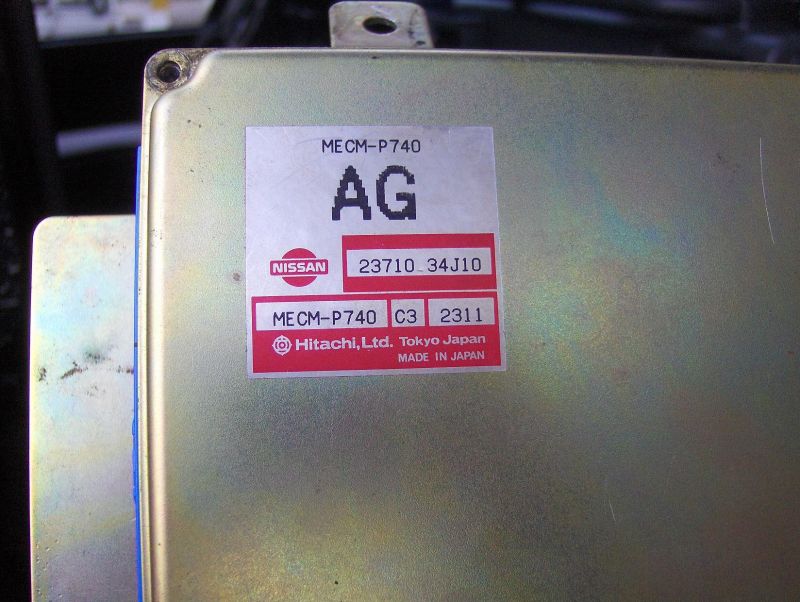 MECM-P740
AG
NISSAN 23710 34J10
MECM-P740 C3 2311
Hitachi,Ltd. Tokyo Japan
MADE IN JAPAN